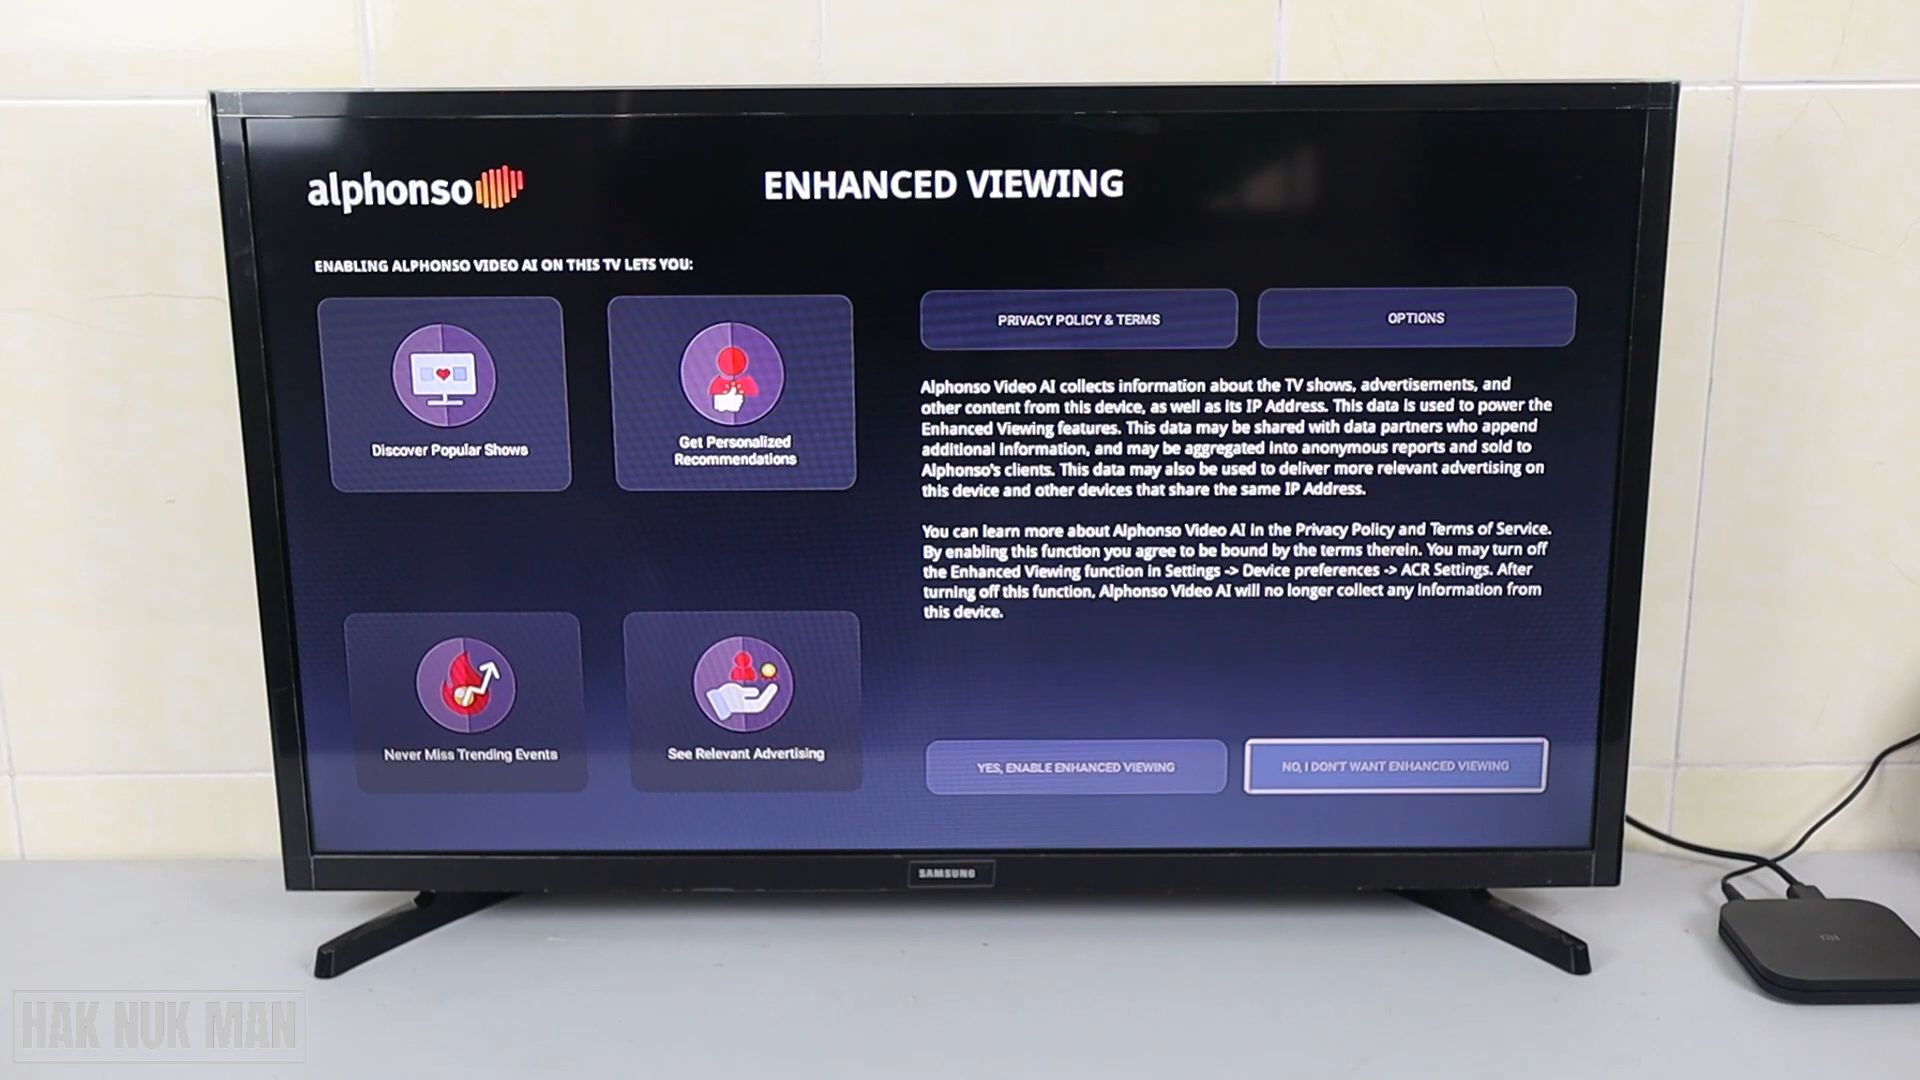 alphonso
ENHANCED VIEWING
ENABLING ALPHONSO VIDEO AI ON THIS TV LETS YOU:
Discover Popular Shows
Get Personalized
Recommendations
Never Miss Trending Events
See Relevant Advertising
PRIVACY POLICY & TERMS
OPTIONS
Alphonso Video AI collects information about the TV shows, advertisements, and
other content from this device, as well as its IP Address. This data is used to power the
Enhanced Viewing features. This data may be shared with data partners who append
additional information, and may be aggregated into anonymous reports and sold to
Alphonso's clients. This data may also be used to deliver more relevant advertising on
this device and other devices that share the same IP Address.
You can learn more about Alphonso Video AI in the Privacy Policy and Terms of Service.
By enabling this function you agree to be bound by the terms therein. You may turn off
the Enhanced Viewing function in Settings -> Device preferences -> ACR Settings. After
turning off this function, Alphonso Video AI will no longer collect any information from
this device.
YES, ENABLE ENHANCED VIEWING
NO, I DON'T WANT ENHANCED VIEWING
SAMSUNG
mi
HAK NUK MAN